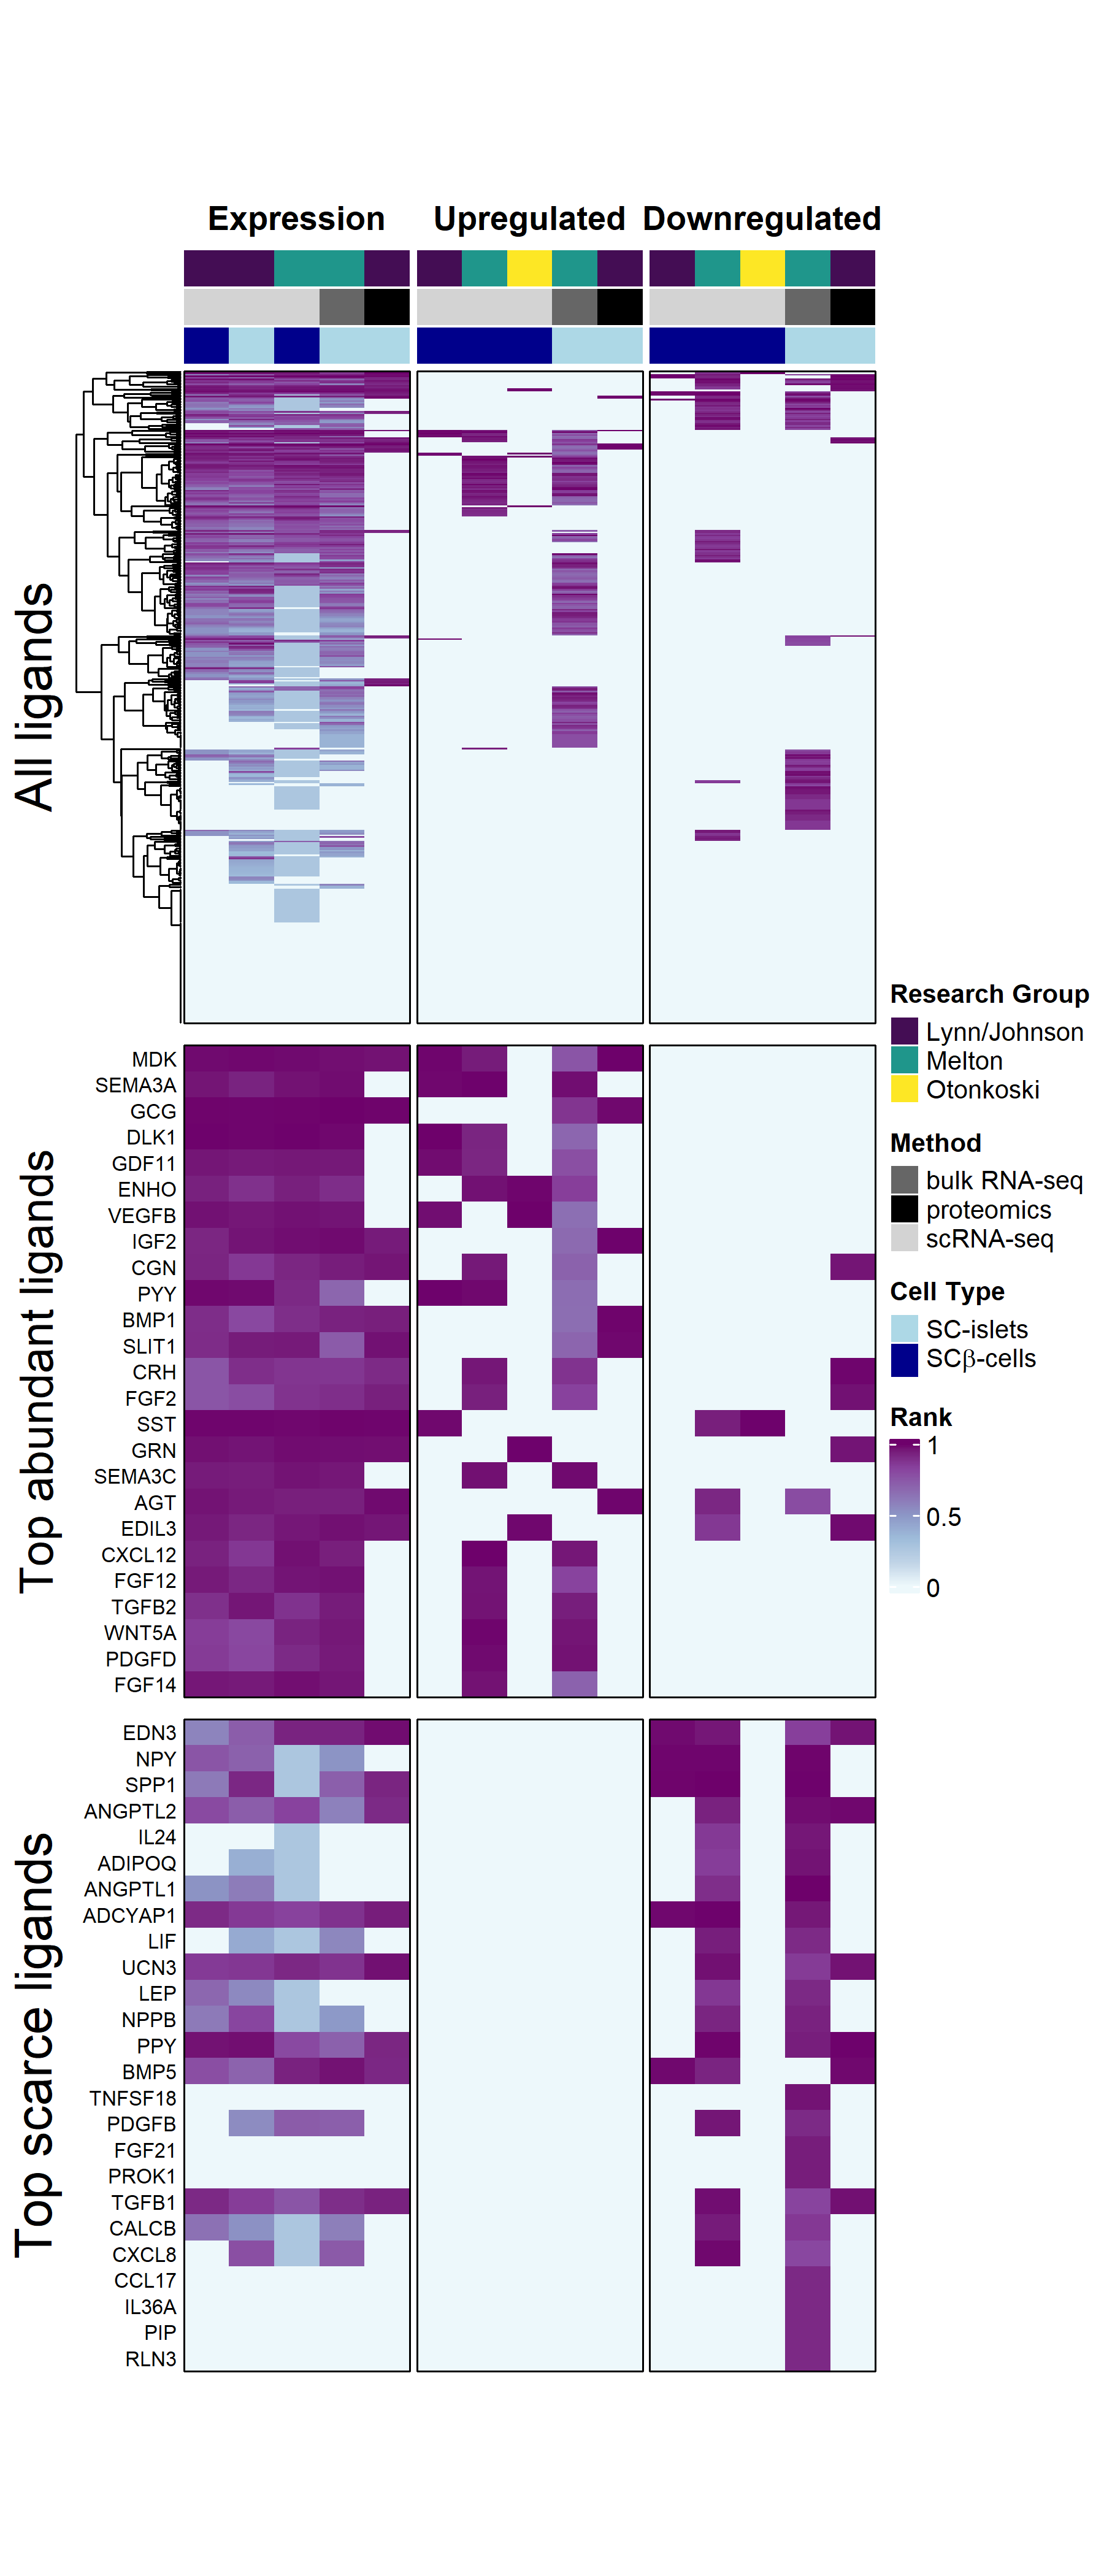 Expression Upregulated Downregulated
All ligands
Research Group
Lynn/Johnson
Melton
Otonkoski
Method
bulk RNA-seq
proteomics
scRNA-seq
Cell Type
SC-islets
SCβ-cells
Rank
1
0.5
0
Top abundant ligands
MDK
SEMA3A
GCG
DLK1
GDF11
ENHO
VEGFB
IGF2
CGN
PYY
BMP1
SLIT1
CRH
FGF2
SST
GRN
SEMA3C
AGT
EDIL3
CXCL12
FGF12
TGFB2
WNT5A
PDGFD
FGF14
Top scarce ligands
EDN3
NPY
SPP1
ANGPTL2
IL24
ADIPOQ
ANGPTL1
ADCYAP1
LIF
UCN3
LEP
NPPB
PPY
BMP5
TNFSF18
PDGFB
FGF21
PROK1
TGFB1
CALCB
CXCL8
CCL17
IL36A
PIP
RLN3